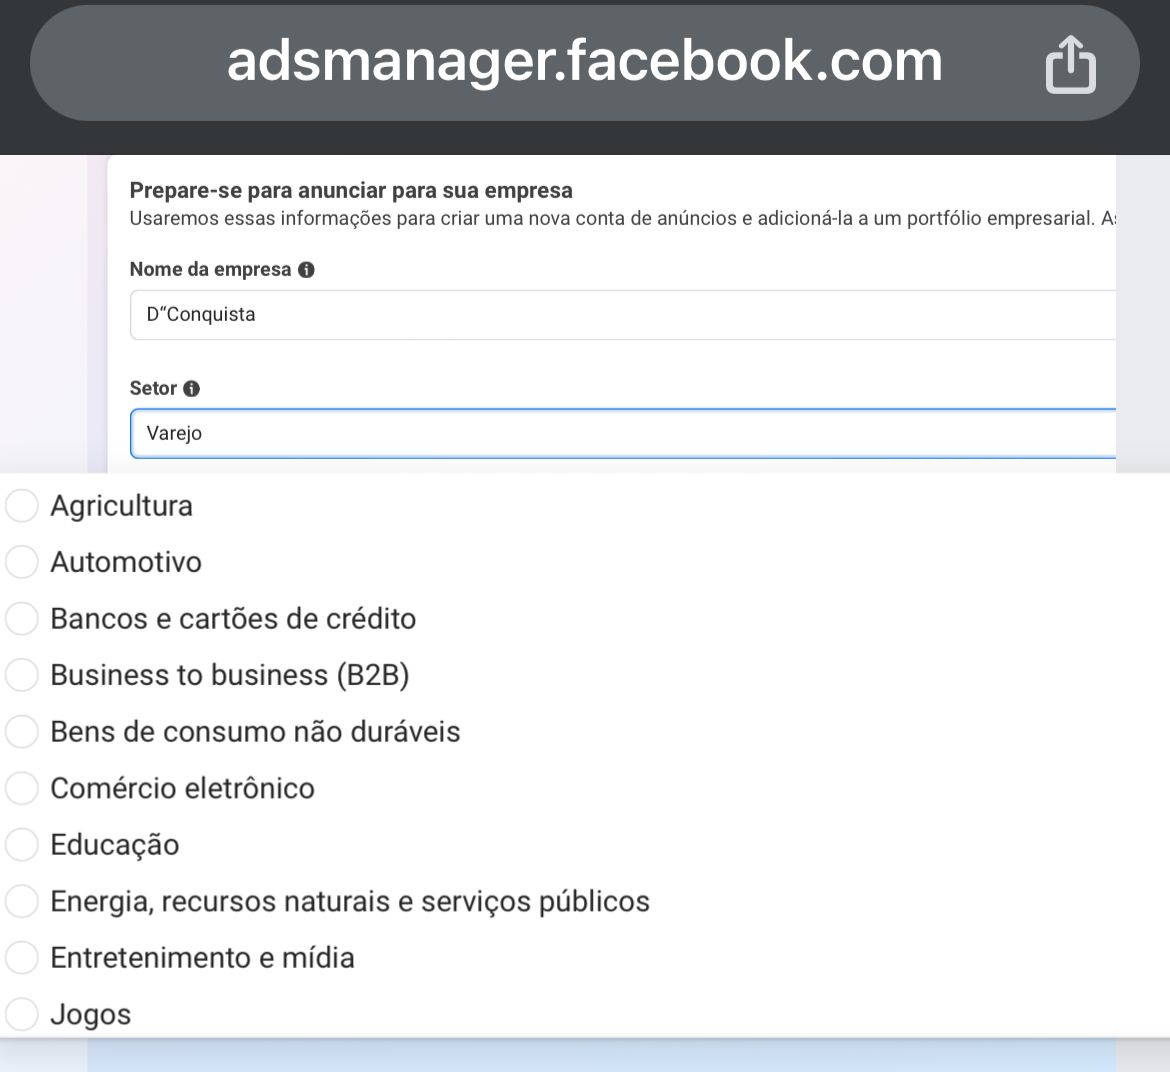 adsmanager.facebook.com
Prepare-se para anunciar para sua empresa
Usaremos essas informações para criar uma nova conta de anúncios e adicioná-la a um portfólio empresarial.
Nome da empresa
D“Conquista
Setor
Varejo
Agricultura
Automotivo
Bancos e cartões de crédito
Business to business (B2B)
Bens de consumo não duráveis
Comércio eletrônico
Educação
Energia, recursos naturais e serviços públicos
Entretenimento e mídia
Jogos